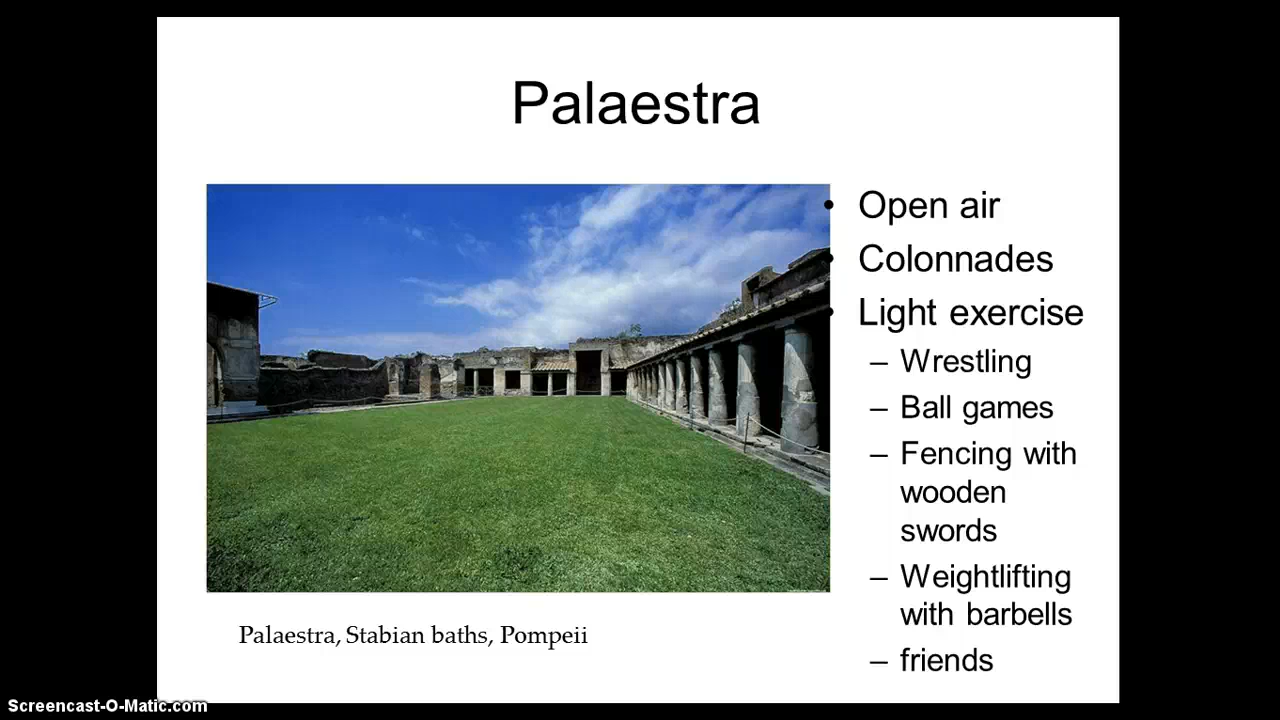 Palaestra
• Open air
• Colonnades
• Light exercise
– Wrestling
– Ball games
– Fencing with
wooden
swords
– Weightlifting
with barbells
– friends
Palaestra, Stabian baths, Pompeii
Screencast-O-Matic.com